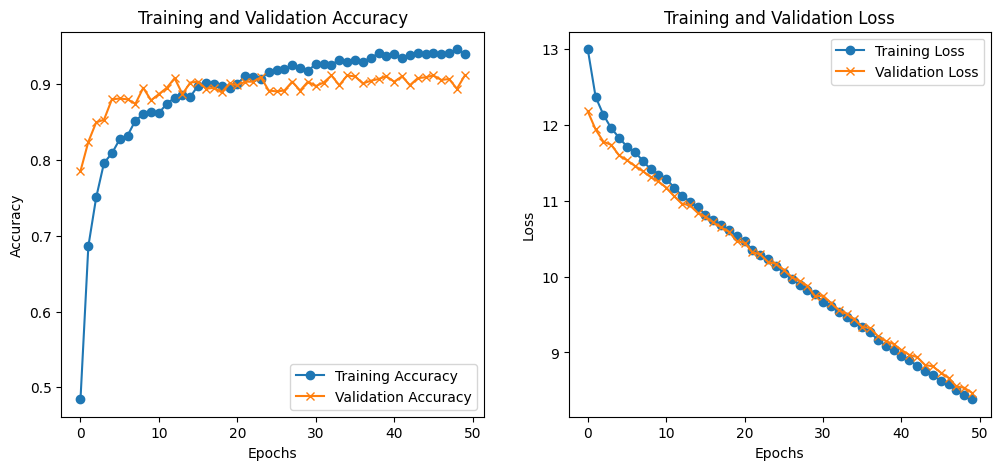 Training and Validation Accuracy
Accuracy
0.9
0.8
0.7
0.6
0.5
0
10
20
30
40
50
Epochs
Training Accuracy
Validation Accuracy
Training and Validation Loss
Loss
13
12
11
10
9
0
10
20
30
40
50
Epochs
Training Loss
Validation Loss